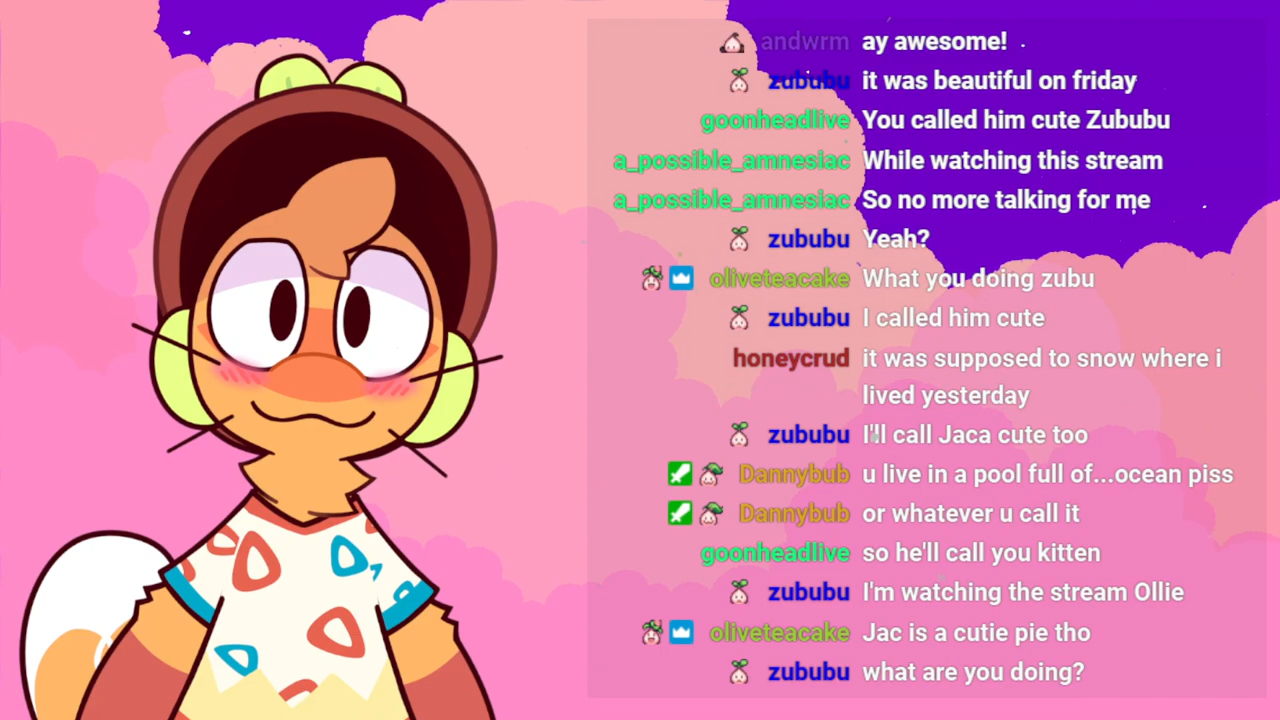 andwrm ay awesome!
zububu it was beautiful on friday
goonheadlive You called him cute Zububu
a_possible_amnesiac While watching this stream
a_possible_amnesiac So no more talking for me
zububu Yeah?
oliveteacake What you doing zubu
zububu I called him cute
honeycrud it was supposed to snow where i
lived yesterday
zububu I'll call Jaca cute too
Dannybub u live in a pool full of...ocean piss
Dannybub or whatever u call it
goonheadlive so he'll call you kitten
zububu I'm watching the stream Ollie
oliveteacake Jac is a cutie pie tho
zububu what are you doing?